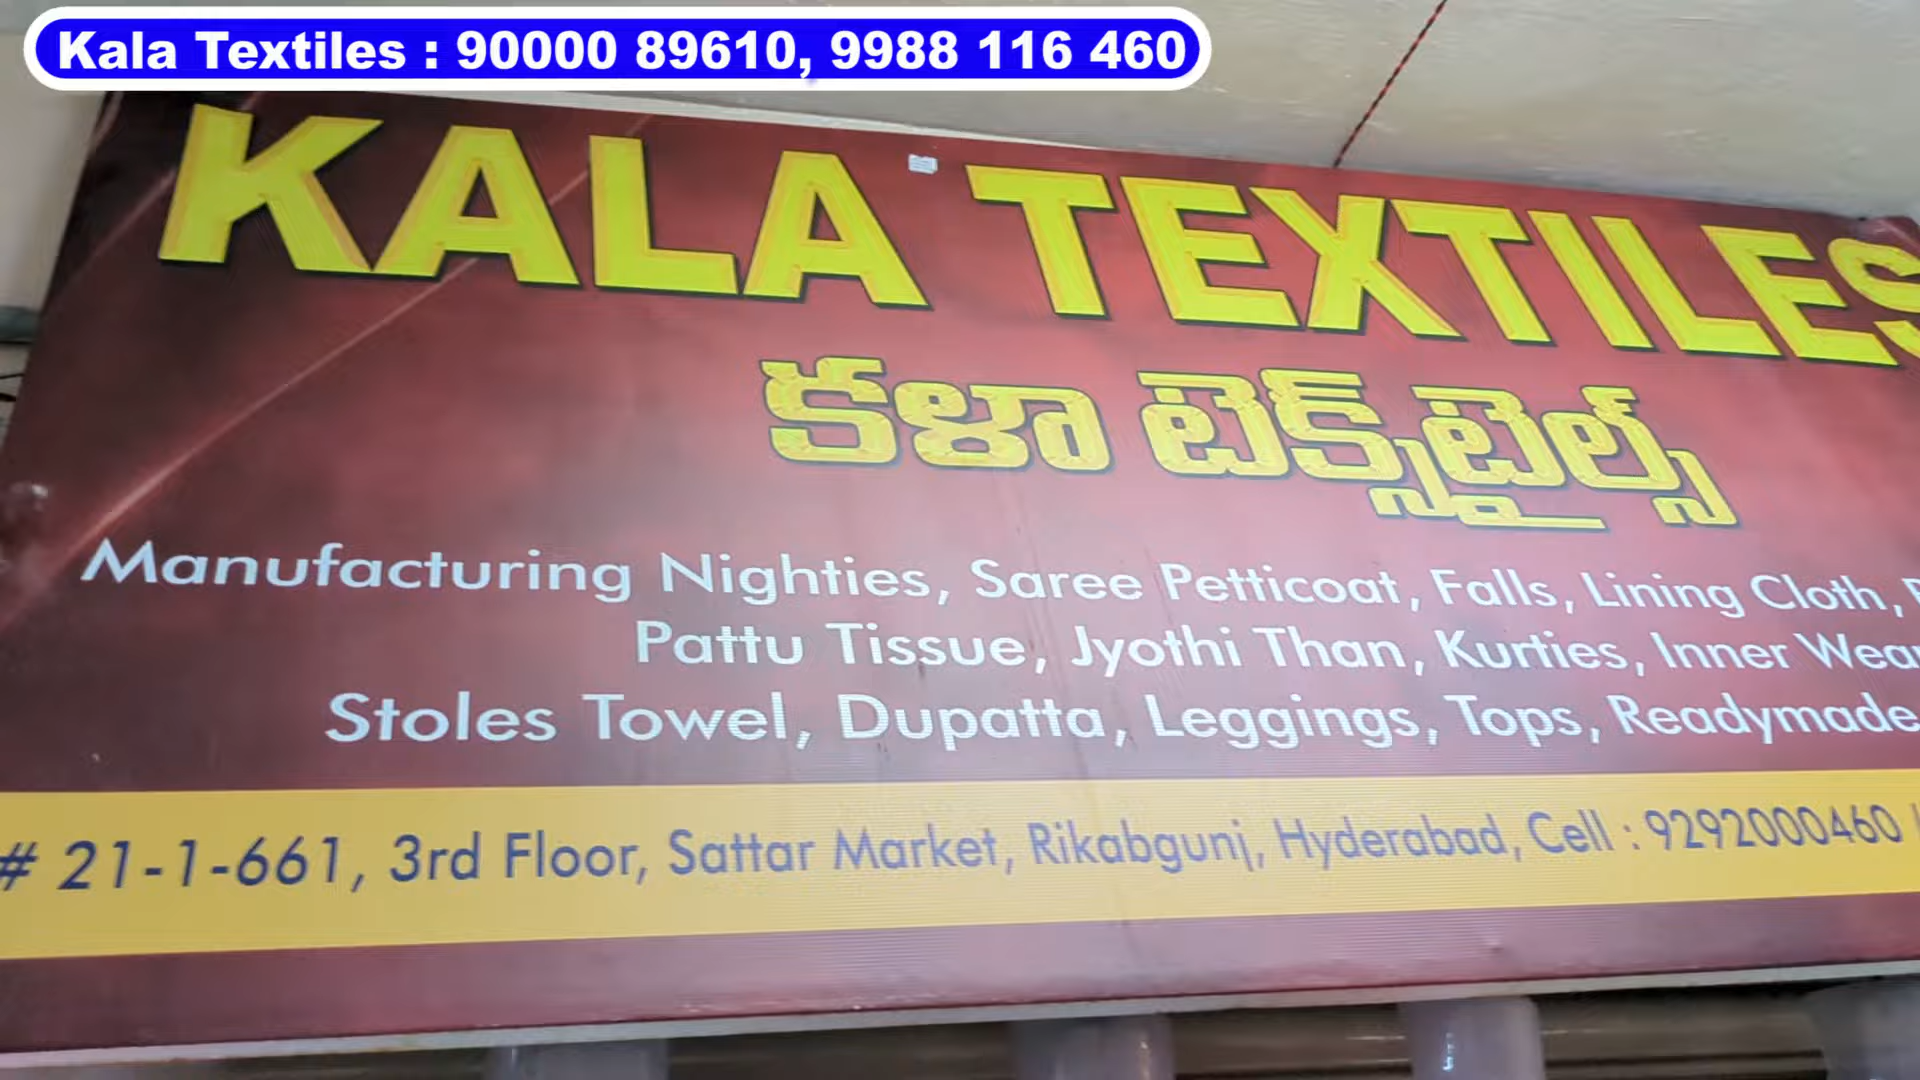 Kala Textiles : 90000 89610, 9988 116 460
KALA TEXTILES
కళా టెక్స్‌టైల్స్
Manufacturing Nighties, Saree Petticoat, Falls, Lining Cloth,
Pattu Tissue, Jyothi Than, Kurties, Inner Wear
Stoles Towel, Dupatta, Leggings, Tops, Readymade
# 21-1-661, 3rd Floor, Sattar Market, Rikabgunj, Hyderabad, Cell : 9292000460